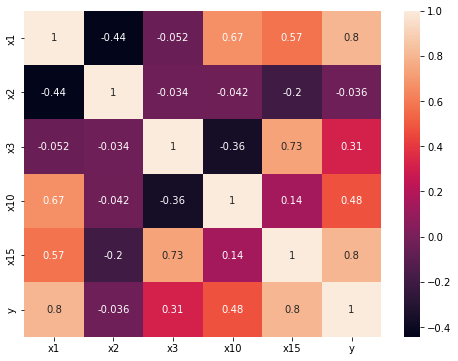 x1 1 -0.44 -0.052 0.67 0.57 0.8
x2 -0.44 1 -0.034 -0.042 -0.2 -0.036
x3 -0.052 -0.034 1 -0.36 0.73 0.31
x10 0.67 -0.042 -0.36 1 0.14 0.48
x15 0.57 -0.2 0.73 0.14 1 0.8
y 0.8 -0.036 0.31 0.48 0.8 1
x1 x2 x3 x10 x15 y
1.0
0.8
0.6
0.4
0.2
0.0
−0.2
−0.4